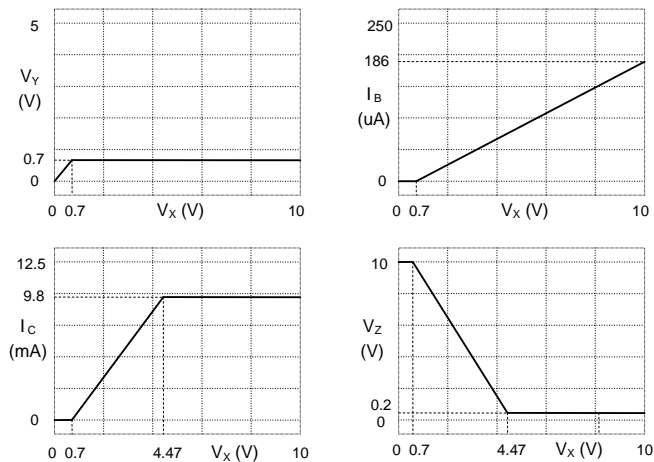 5
V_Y
(V)
0.7
0
0 0.7 V_X (V) 10
250
186
I_B
(uA)
0
0 0.7 V_X (V) 10
12.5
9.8
I_C
(mA)
0
0 0.7 4.47 V_X (V) 10
10
V_Z
(V)
0.2
0
0 0.7 4.47 V_X (V) 10